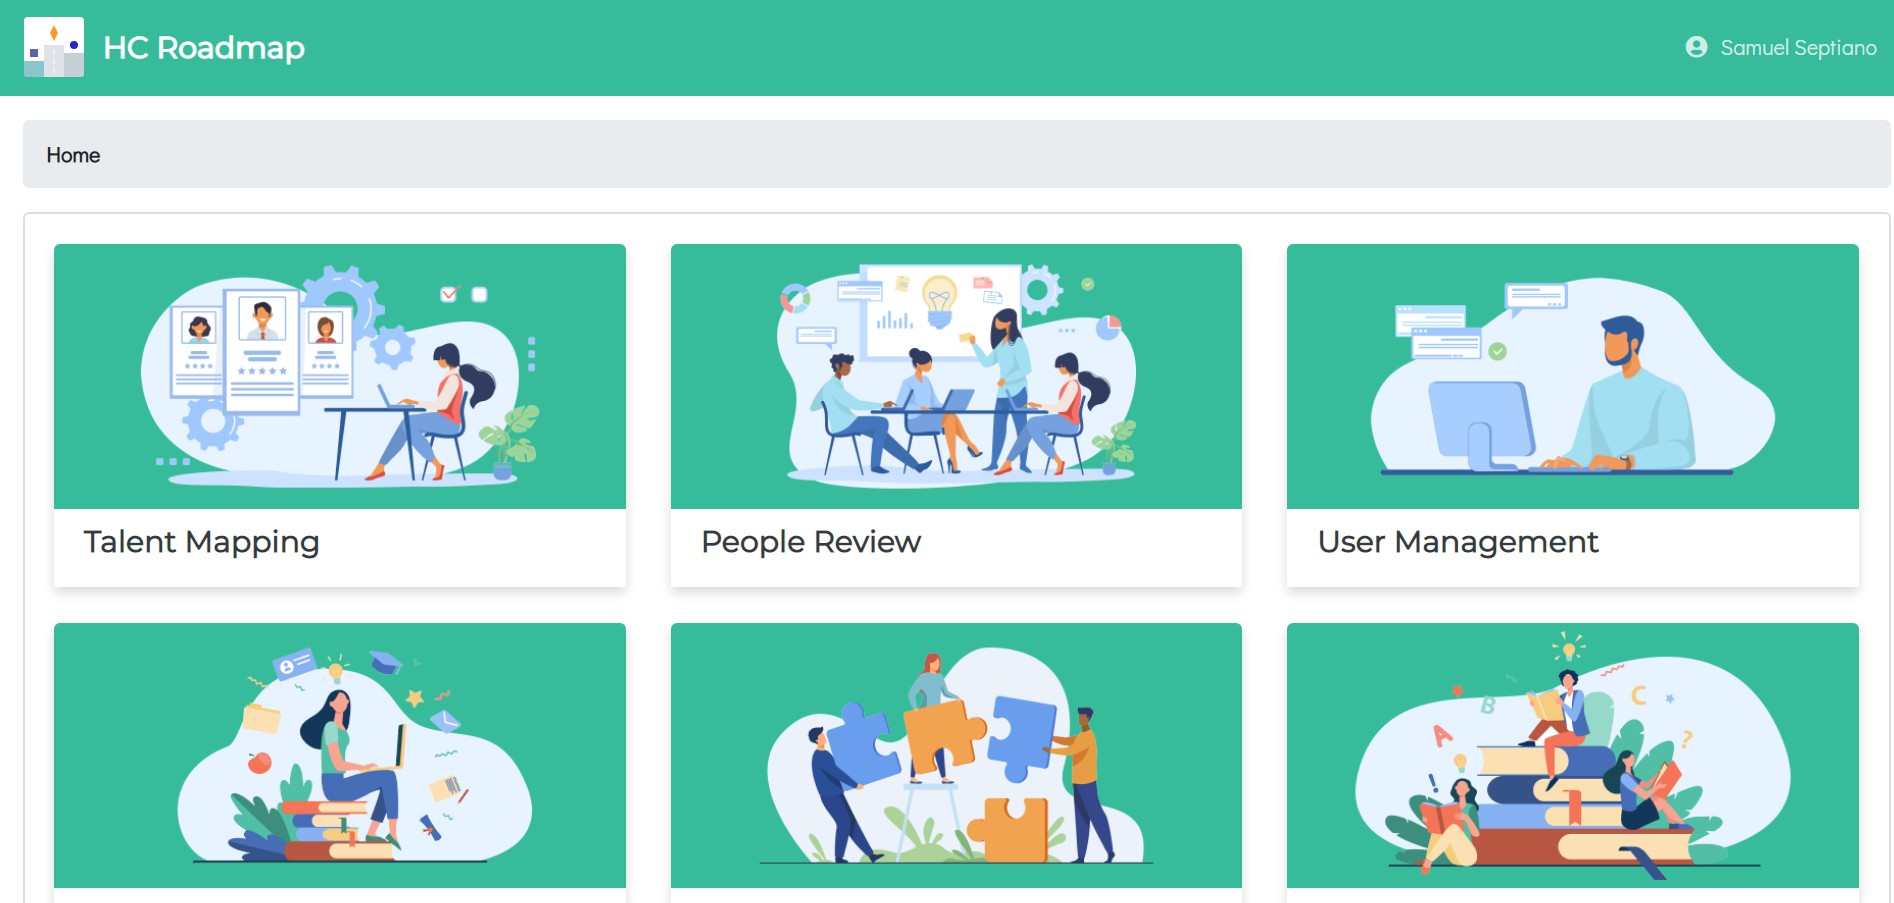 HC Roadmap
Samuel Septiano
Home
Talent Mapping
People Review
User Management
B
C
A
?
!